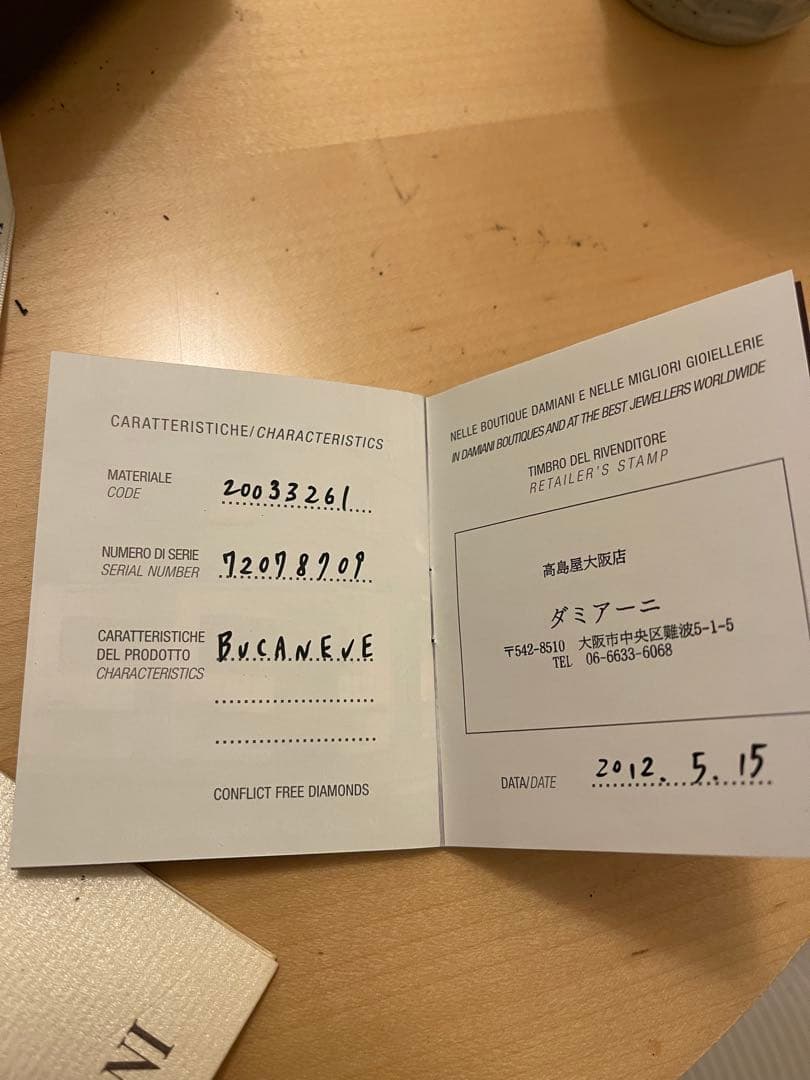 CARATTERISTICHE/CHARACTERISTICS
MATERIALE 20033261
CODE
NUMERO DI SERIE 72078709
SERIAL NUMBER
CARATTERISTICHE BUCANEVE
DEL PRODOTTO
CHARACTERISTICS
CONFLICT FREE DIAMONDS
NELLE BOUTIQUE DAMIANI E NELLE MIGLIORI GIOIELLERIE
IN DAMIANI BOUTIQUES AND AT THE BEST JEWELLERS WORLDWIDE
TIMBRO DEL RIVENDITORE
RETAILER'S STAMP
髙島屋大阪店
ダミアーニ
〒542-8510 大阪市中央区難波5-1-5
TEL 06-6633-6068
DATA/DATE 2012. 5. 15
NI